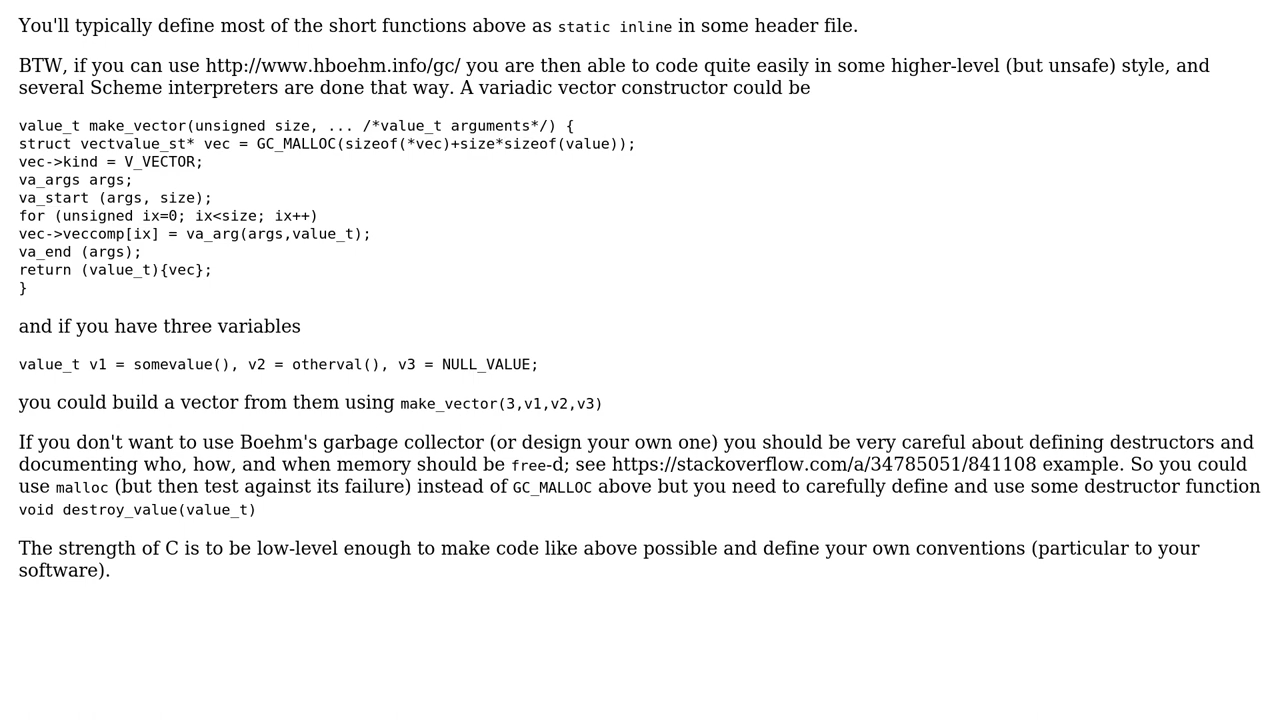 You'll typically define most of the short functions above as static inline in some header file.
BTW, if you can use http://www.hboehm.info/gc/ you are then able to code quite easily in some higher-level (but unsafe) style, and
several Scheme interpreters are done that way. A variadic vector constructor could be
value_t make_vector(unsigned size, ... /*value_t arguments*/) {
struct vectvalue_st* vec = GC_MALLOC(sizeof(*vec)+size*sizeof(value));
vec->kind = V_VECTOR;
va_args args;
va_start (args, size);
for (unsigned ix=0; ix<size; ix++)
vec->veccomp[ix] = va_arg(args,value_t);
va_end (args);
return (value_t){vec};
}
and if you have three variables
value_t v1 = somevalue(), v2 = otherval(), v3 = NULL_VALUE;
you could build a vector from them using make_vector(3,v1,v2,v3)
If you don't want to use Boehm's garbage collector (or design your own one) you should be very careful about defining destructors and
documenting who, how, and when memory should be free-d; see https://stackoverflow.com/a/34785051/841108 example. So you could
use malloc (but then test against its failure) instead of GC_MALLOC above but you need to carefully define and use some destructor function
void destroy_value(value_t)
The strength of C is to be low-level enough to make code like above possible and define your own conventions (particular to your
software).